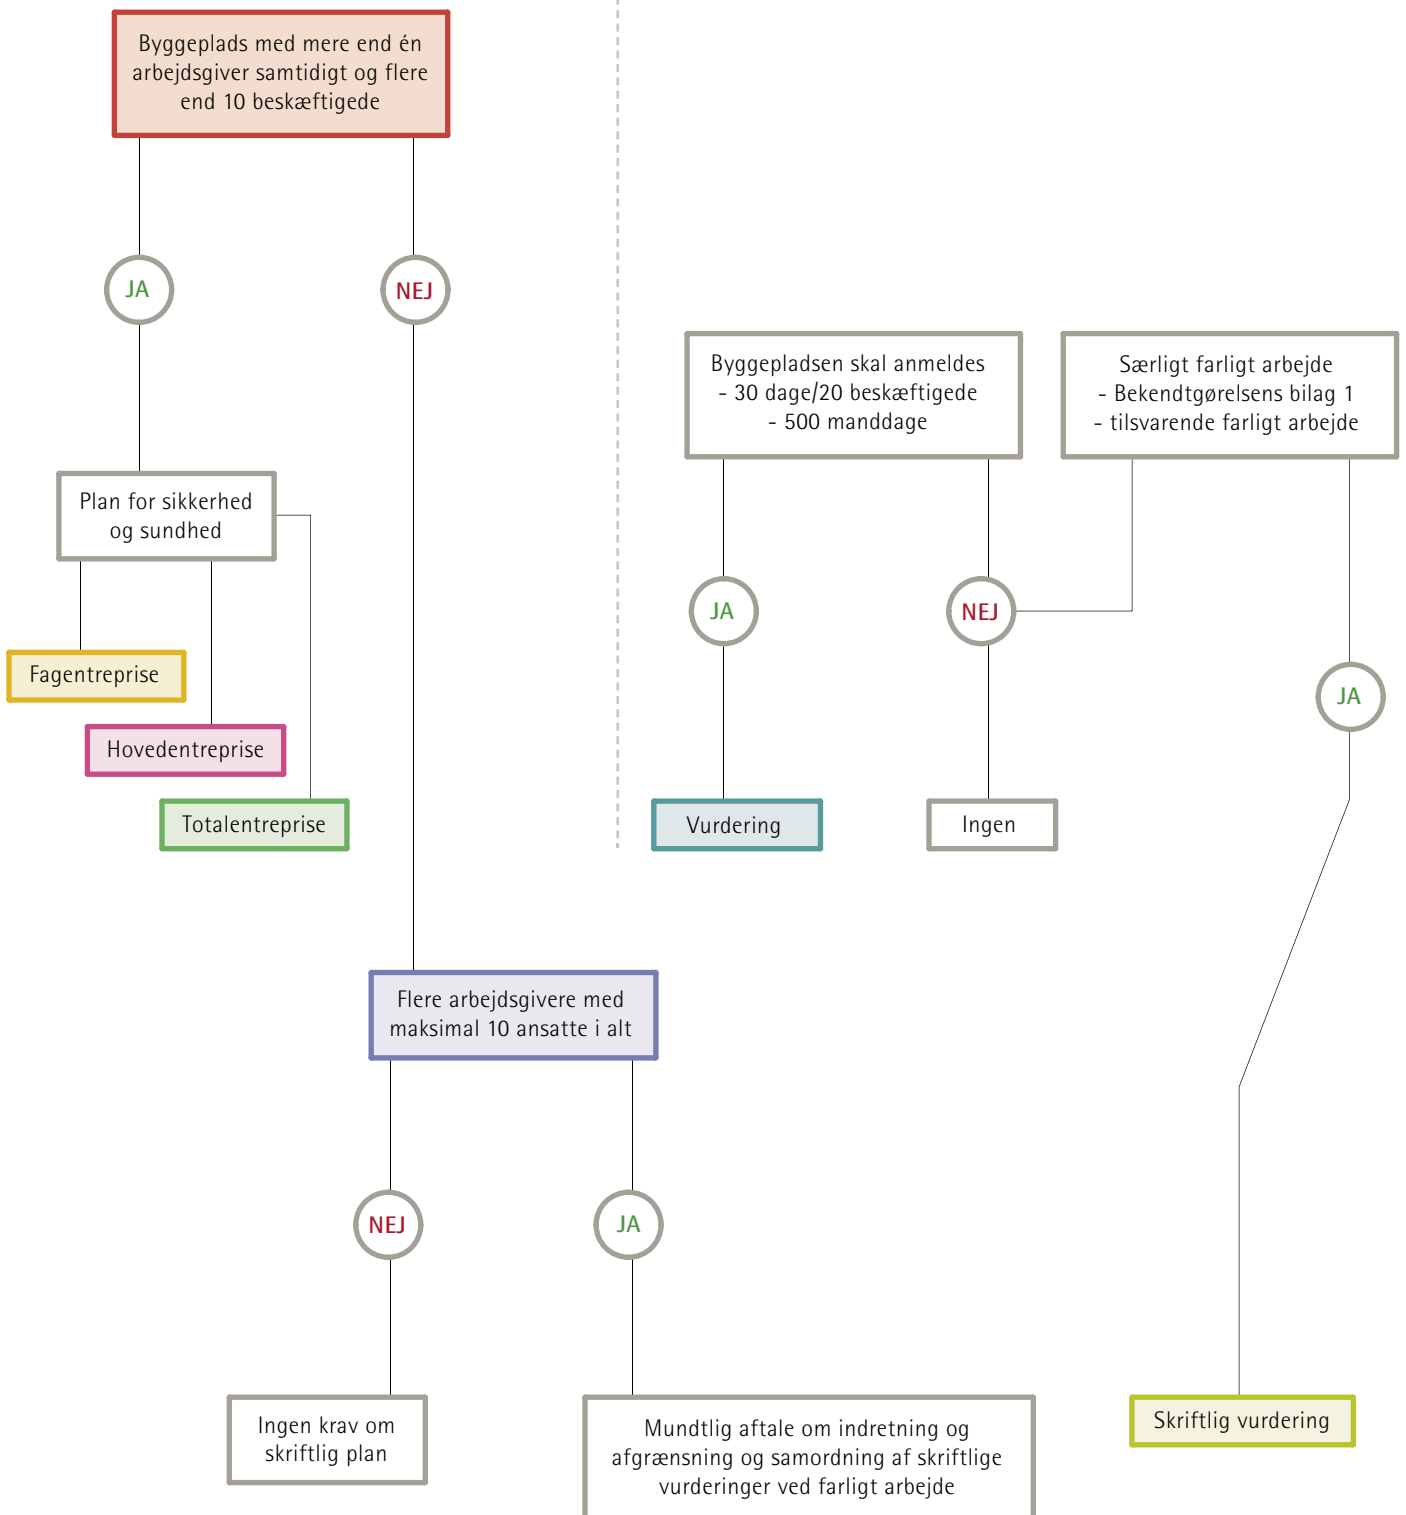 Byggeplads med mere end én
arbejdsgiver samtidigt og flere
end 10 beskæftigede
JA
NEJ
Plan for sikkerhed
og sundhed
Fagentreprise
Hovedentreprise
Totalentreprise
Byggepladsen skal anmeldes
- 30 dage/20 beskæftigede
- 500 manddage
Særligt farligt arbejde
- Bekendtgørelsens bilag 1
- tilsvarende farligt arbejde
JA
NEJ
JA
Vurdering
Ingen
Flere arbejdsgivere med
maksimal 10 ansatte i alt
NEJ
JA
Ingen krav om
skriftlig plan
Mundtlig aftale om indretning og
afgrænsning og samordning af skriftlige
vurderinger ved farligt arbejde
Skriftlig vurdering